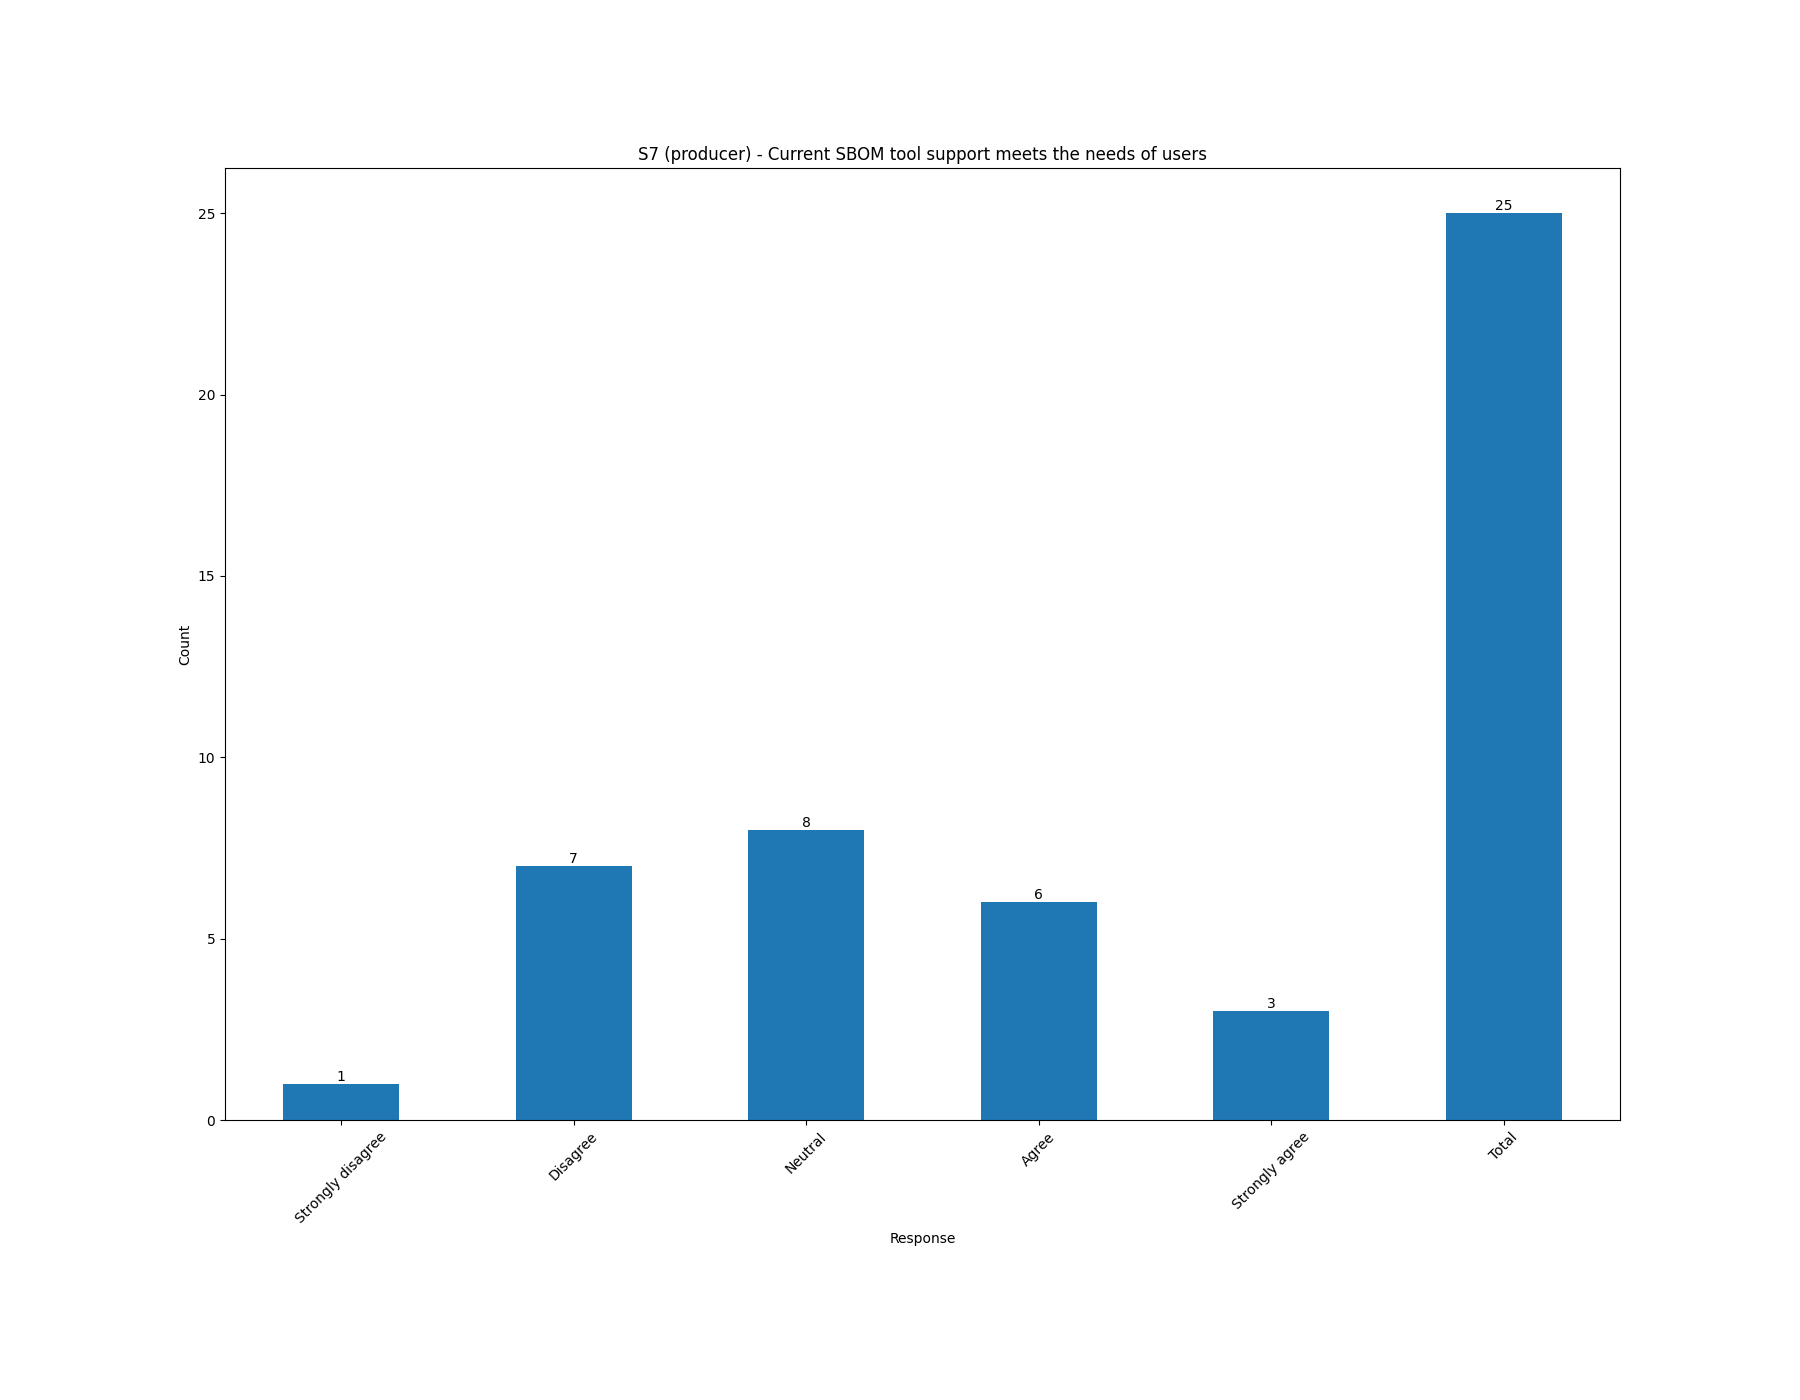 S7 (producer) - Current SBOM tool support meets the needs of users
25
20
15
10
5
0
Count
1
7
8
6
3
25
Strongly disagree
Disagree
Neutral
Agree
Strongly agree
Total
Response